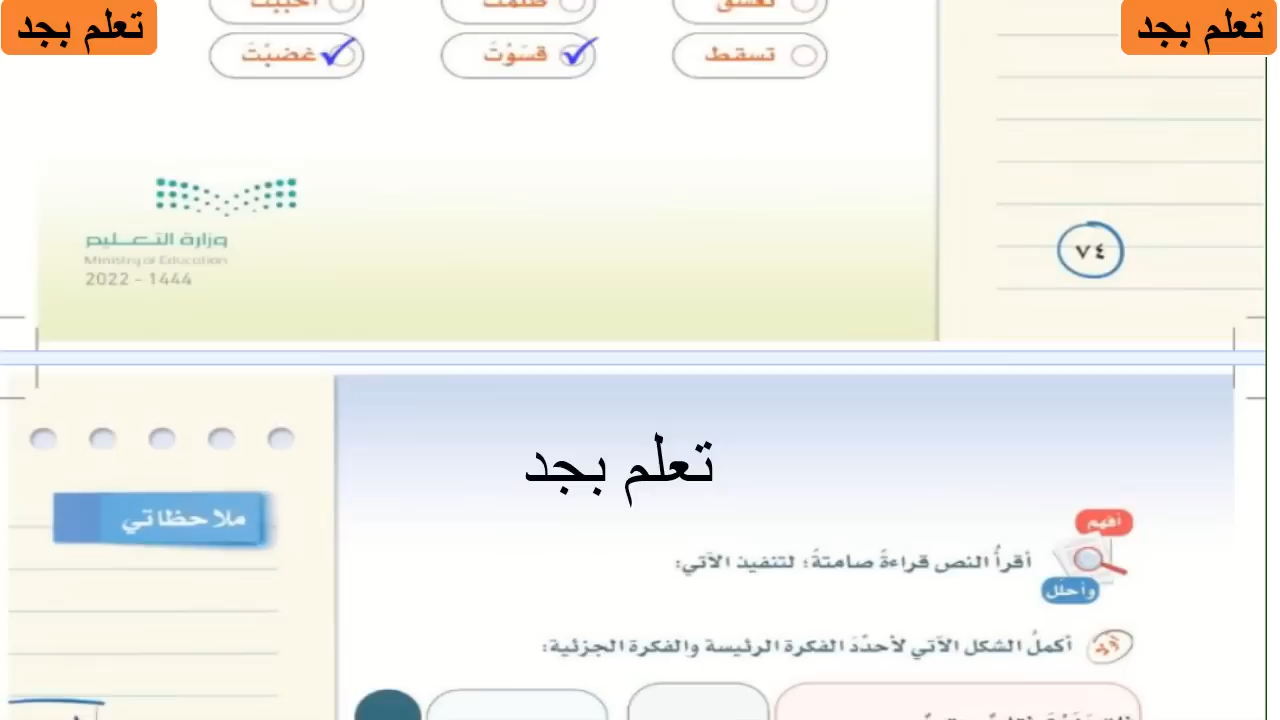 تعلم بجد
تعلم بجد
تسقط
قسَوْتَ
غضبْتَ
وزارة التعليم
Ministry of Education
2022 - 1444
٧٤
تعلم بجد
ملاحظاتي
أفهم
وأحلّل
أقرأُ النص قراءةً صامتةً؛ لتنفيذ الآتي:
أكملُ الشكل الآتي لأحدّدَ الفكرة الرئيسة والفكرة الجزئية: